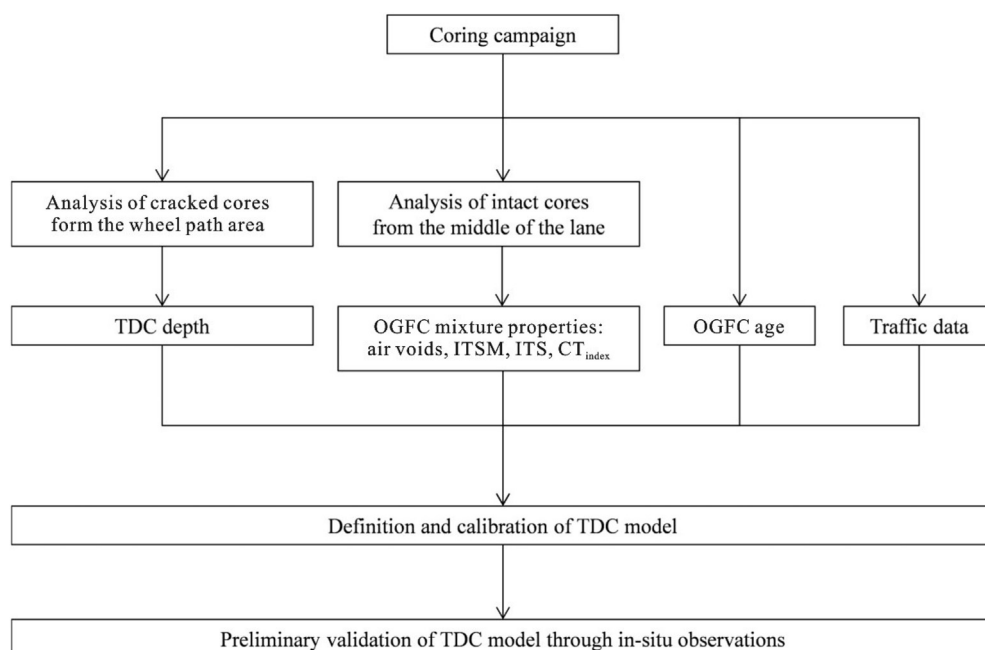 Coring campaign
Analysis of cracked cores
form the wheel path area
Analysis of intact cores
from the middle of the lane
TDC depth
OGFC mixture properties:
air voids, ITSM, ITS, CTindex
OGFC age
Traffic data
Definition and calibration of TDC model
Preliminary validation of TDC model through in-situ observations